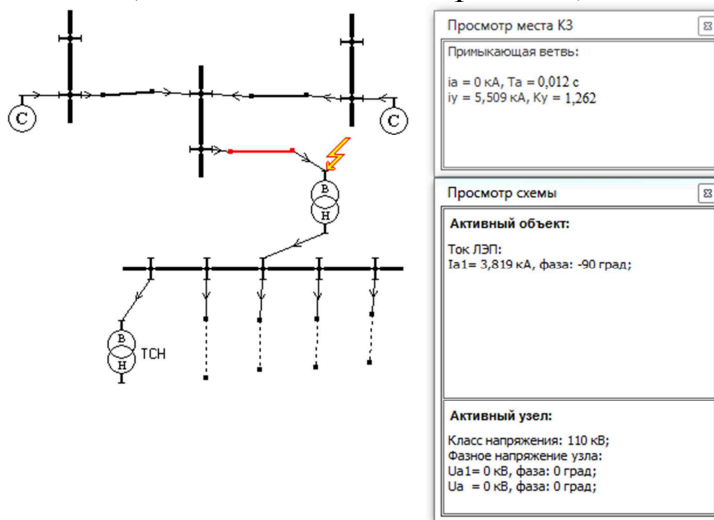 Просмотр места КЗ
Примыкающая ветвь:
ia = 0 кА, Та = 0,012 с
iy = 5,509 кА, Ку = 1,262
С
С
В
Н
В
Н
ТСН
Просмотр схемы
Активный объект:
Ток ЛЭП:
Ia1= 3,819 кА, фаза: -90 град;
Активный узел:
Класс напряжения: 110 кВ;
Фазное напряжение узла:
Ua1= 0 кВ, фаза: 0 град;
Ua = 0 кВ, фаза: 0 град;